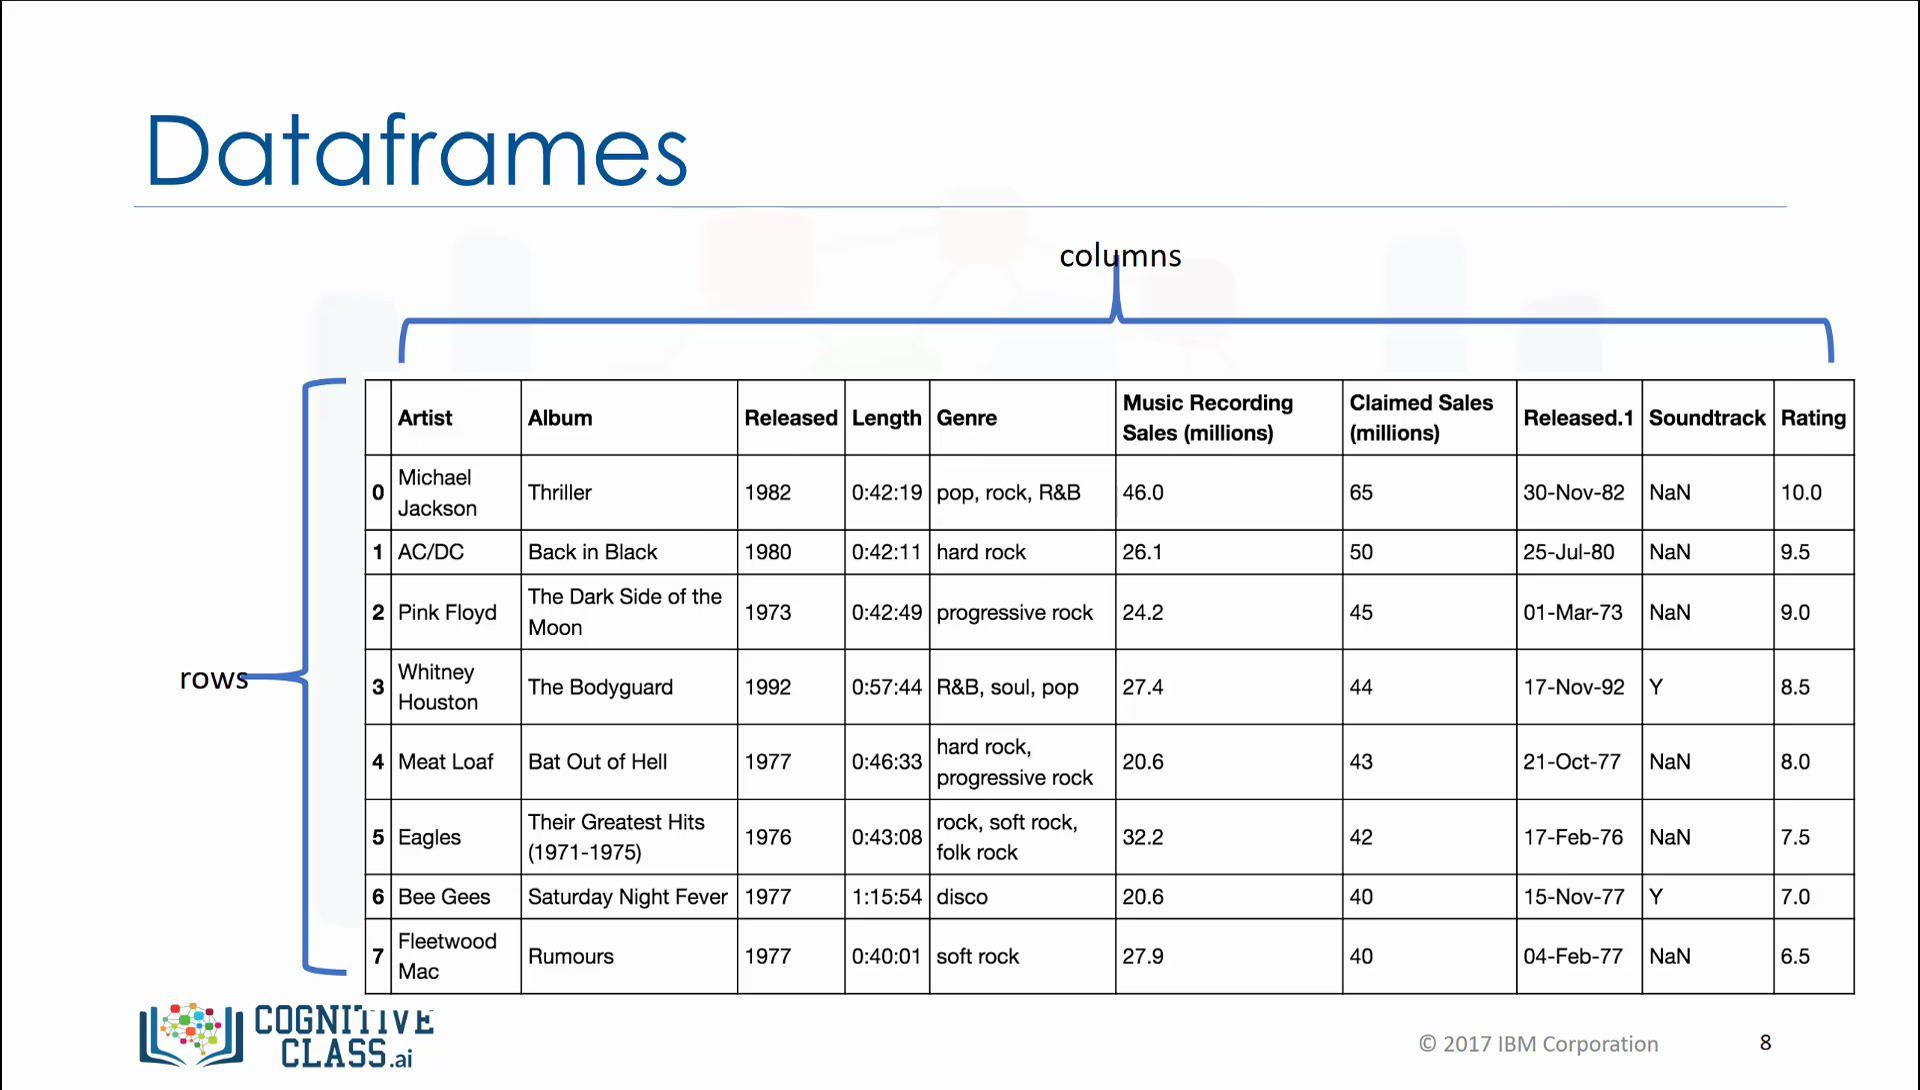 Dataframes
columns
rows
Artist Album Released Length Genre Music Recording Sales (millions) Claimed Sales (millions) Released.1 Soundtrack Rating
0 Michael Jackson Thriller 1982 0:42:19 pop, rock, R&B 46.0 65 30-Nov-82 NaN 10.0
1 AC/DC Back in Black 1980 0:42:11 hard rock 26.1 50 25-Jul-80 NaN 9.5
2 Pink Floyd The Dark Side of the Moon 1973 0:42:49 progressive rock 24.2 45 01-Mar-73 NaN 9.0
3 Whitney Houston The Bodyguard 1992 0:57:44 R&B, soul, pop 27.4 44 17-Nov-92 Y 8.5
4 Meat Loaf Bat Out of Hell 1977 0:46:33 hard rock, progressive rock 20.6 43 21-Oct-77 NaN 8.0
5 Eagles Their Greatest Hits (1971-1975) 1976 0:43:08 rock, soft rock, folk rock 32.2 42 17-Feb-76 NaN 7.5
6 Bee Gees Saturday Night Fever 1977 1:15:54 disco 20.6 40 15-Nov-77 Y 7.0
7 Fleetwood Mac Rumours 1977 0:40:01 soft rock 27.9 40 04-Feb-77 NaN 6.5
COGNITIVE
CLASS.ai
© 2017 IBM Corporation 8